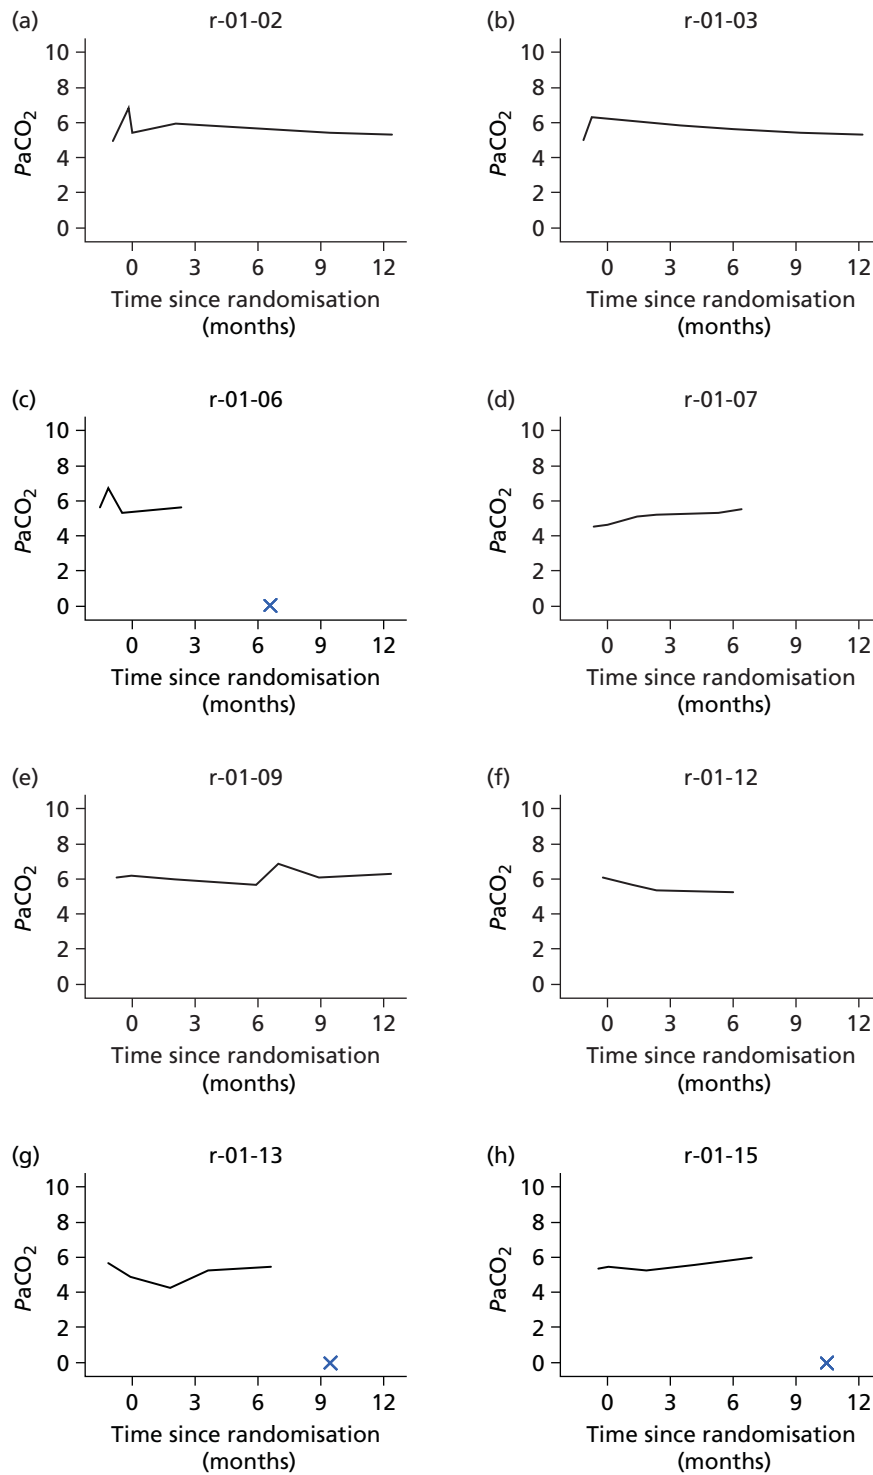 (a)
r-01-02
10
8
6
4
2
0
PaCO2
0 3 6 9 12
Time since randomisation
(months)
(b)
r-01-03
10
8
6
4
2
0
PaCO2
0 3 6 9 12
Time since randomisation
(months)
(c)
r-01-06
10
8
6
4
2
0
PaCO2
0 3 6 9 12
Time since randomisation
(months)
(d)
r-01-07
10
8
6
4
2
0
PaCO2
0 3 6 9 12
Time since randomisation
(months)
(e)
r-01-09
10
8
6
4
2
0
PaCO2
0 3 6 9 12
Time since randomisation
(months)
(f)
r-01-12
10
8
6
4
2
0
PaCO2
0 3 6 9 12
Time since randomisation
(months)
(g)
r-01-13
10
8
6
4
2
0
PaCO2
0 3 6 9 12
Time since randomisation
(months)
(h)
r-01-15
10
8
6
4
2
0
PaCO2
0 3 6 9 12
Time since randomisation
(months)